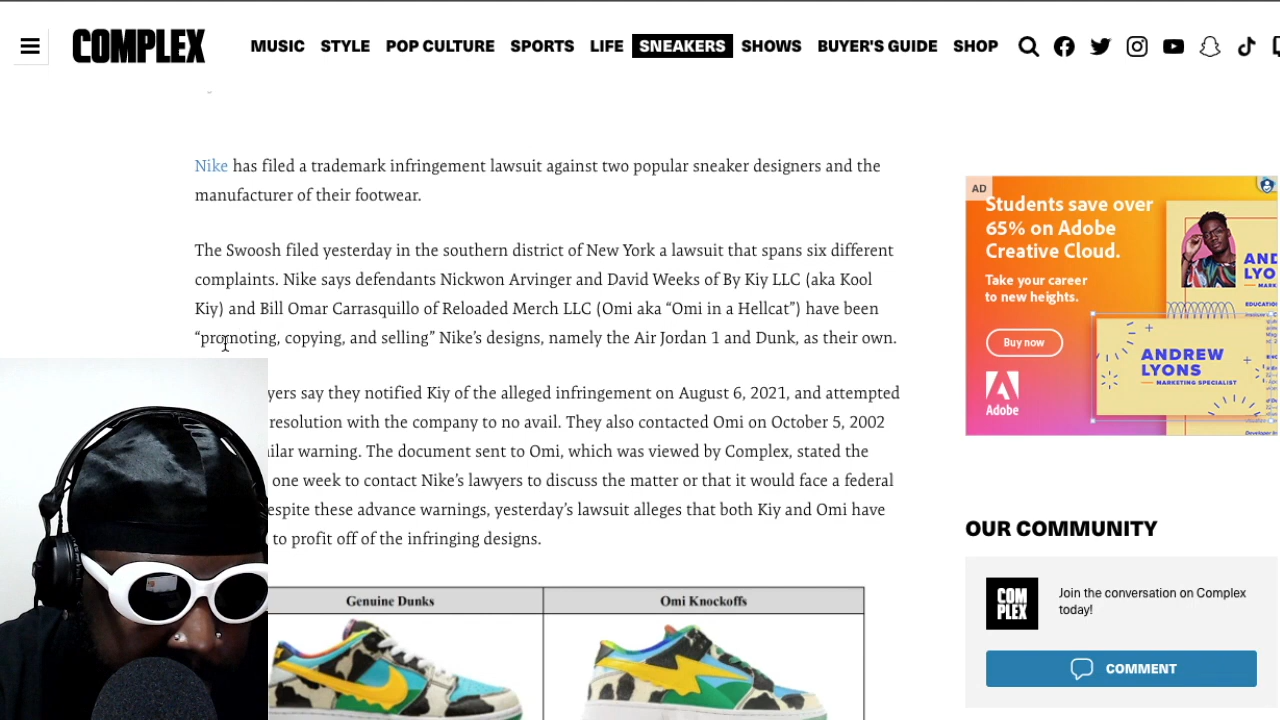 COMPLEX
MUSIC STYLE POP CULTURE SPORTS LIFE SNEAKERS SHOWS BUYER'S GUIDE SHOP
Nike has filed a trademark infringement lawsuit against two popular sneaker designers and the
manufacturer of their footwear.
The Swoosh filed yesterday in the southern district of New York a lawsuit that spans six different
complaints. Nike says defendants Nickwon Arvinger and David Weeks of By Kiy LLC (aka Kool
Kiy) and Bill Omar Carrasquillo of Reloaded Merch LLC (Omi aka “Omi in a Hellcat”) have been
“promoting, copying, and selling” Nike’s designs, namely the Air Jordan 1 and Dunk, as their own.
yers say they notified Kiy of the alleged infringement on August 6, 2021, and attempted
resolution with the company to no avail. They also contacted Omi on October 5, 2002
ilar warning. The document sent to Omi, which was viewed by Complex, stated the
one week to contact Nike’s lawyers to discuss the matter or that it would face a federal
espite these advance warnings, yesterday’s lawsuit alleges that both Kiy and Omi have
to profit off of the infringing designs.
Genuine Dunks Omi Knockoffs
AD
Students save over
65% on Adobe
Creative Cloud.
Take your career
to new heights.
Buy now
Adobe
AND
LYO
MARK
EDUCATIO
ANDREW
LYONS
MARKETING SPECIALIST
OUR COMMUNITY
COM
PLEX
Join the conversation on Complex
today!
COMMENT